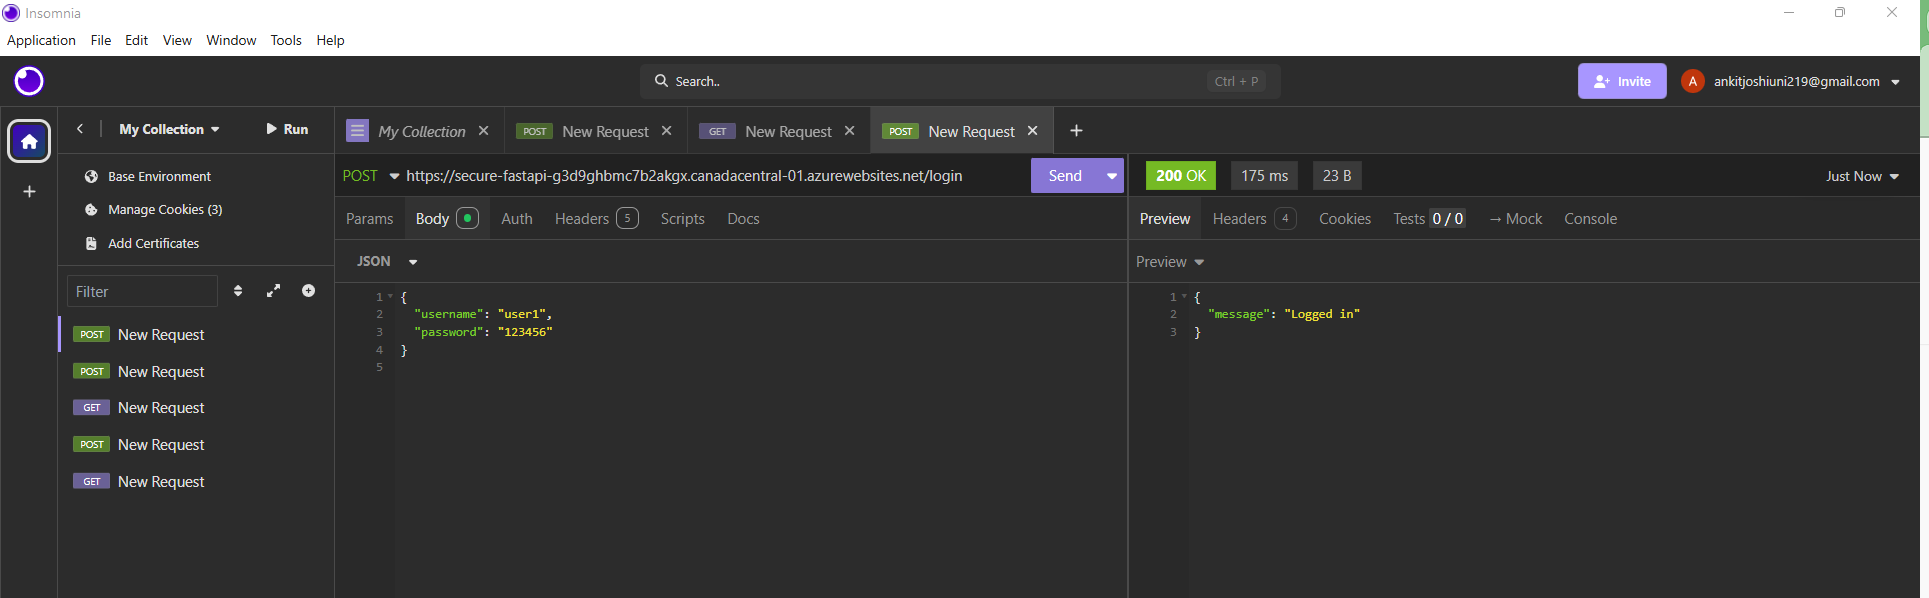 Insomnia
Application File Edit View Window Tools Help
Search.. Ctrl + P Invite A ankitjoshiuni219@gmail.com
My Collection Run My Collection POST New Request GET New Request POST New Request
Base Environment
Manage Cookies (3)
Add Certificates
Filter
POST New Request
POST New Request
GET New Request
POST New Request
GET New Request
POST https://secure-fastapi-g3d9ghbmc7b2akgx.canadacentral-01.azurewebsites.net/login Send
Params Body Auth Headers 5 Scripts Docs
JSON
1 {
2 "username": "user1",
3 "password": "123456"
4 }
5
200 OK 175 ms 23 B Just Now
Preview Headers 4 Cookies Tests 0 / 0 → Mock Console
Preview
1 {
2 "message": "Logged in"
3 }